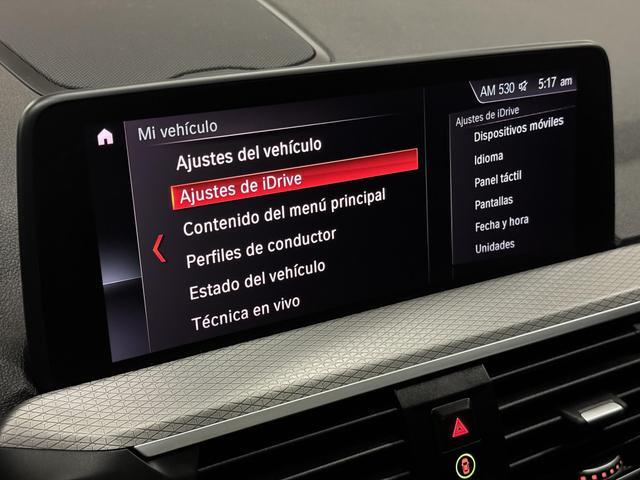 AM 530 5:17 am
Mi vehículo
Ajustes del vehículo
Ajustes de iDrive
Contenido del menú principal
Perfiles de conductor
Estado del vehículo
Técnica en vivo
Ajustes de iDrive
Dispositivos móviles
Idioma
Panel táctil
Pantallas
Fecha y hora
Unidades